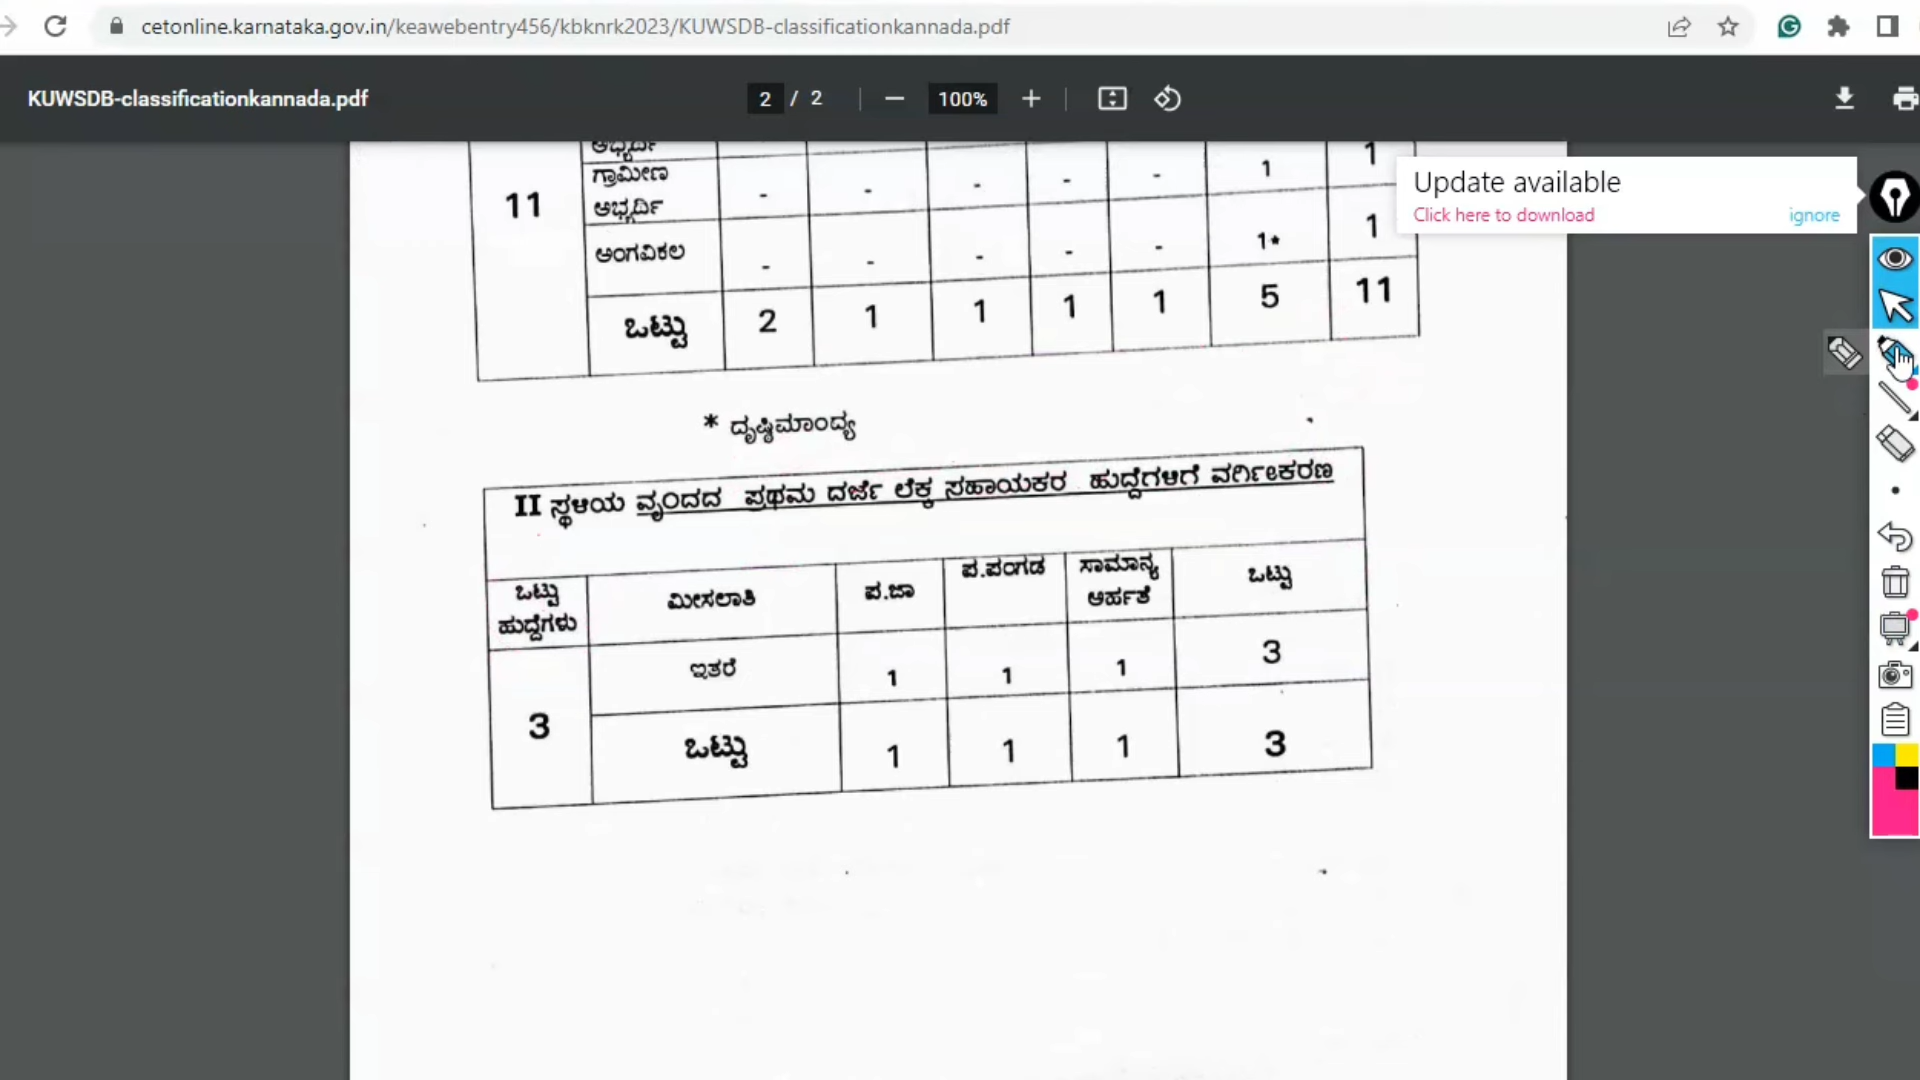 cetonline.karnataka.gov.in/keawebentry456/kbknrk2023/KUWSDB-classificationkannada.pdf
KUWSDB-classificationkannada.pdf
2 / 2
100%
Update available
Click here to download ignore
ಅಭ್ಯರ್ಥಿ 1
11 ಗ್ರಾಮೀಣ ಅಭ್ಯರ್ಥಿ - - - - - 1
ಅಂಗವಿಕಲ - - - - - 1* 1
ಒಟ್ಟು 2 1 1 1 1 5 11
* ದೃಷ್ಠಿಮಾಂದ್ಯ
II ಸ್ಥಳಿಯ ವೃಂದದ ಪ್ರಥಮ ದರ್ಜೆ ಲೆಕ್ಕ ಸಹಾಯಕರ ಹುದ್ದೆಗಳಿಗೆ ವರ್ಗೀಕರಣ
ಒಟ್ಟು ಹುದ್ದೆಗಳು ಮೀಸಲಾತಿ ಪ.ಜಾ ಪ.ಪಂಗಡ ಸಾಮಾನ್ಯ ಆರ್ಹತೆ ಒಟ್ಟು
3 ಇತರೆ 1 1 1 3
ಒಟ್ಟು 1 1 1 3